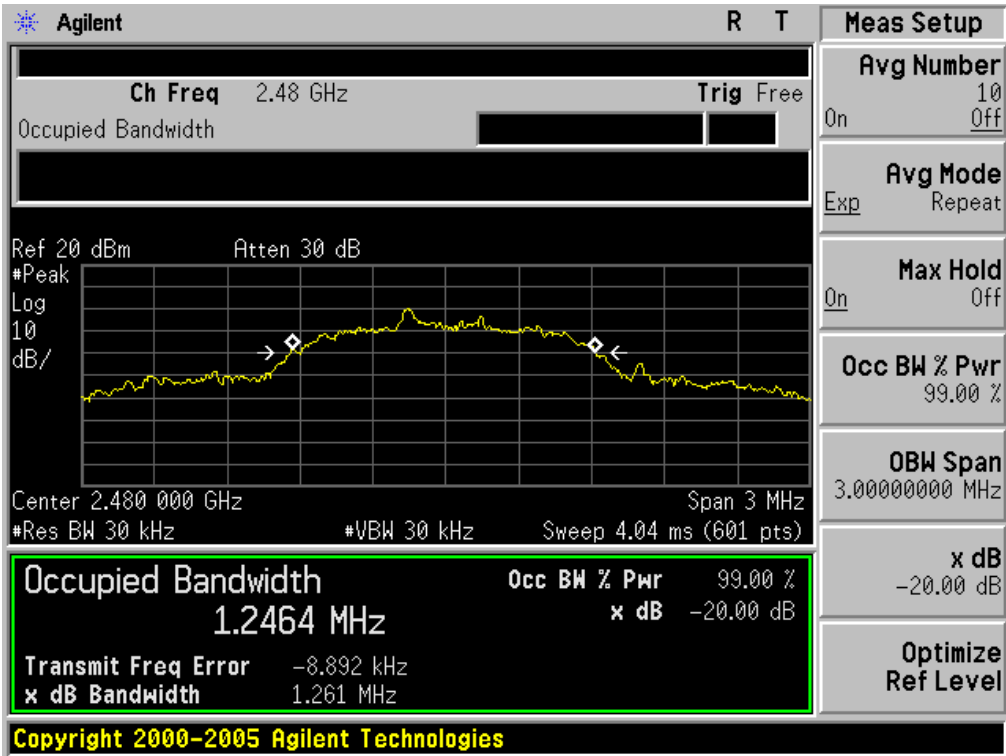 Agilent R T
Ch Freq 2.48 GHz Trig Free
Occupied Bandwidth
Ref 20 dBm Atten 30 dB
#Peak
Log
10
dB/
Center 2.480 000 GHz Span 3 MHz
#Res BW 30 kHz #VBW 30 kHz Sweep 4.04 ms (601 pts)
Occupied Bandwidth Occ BW % Pwr 99.00 %
1.2464 MHz x dB -20.00 dB
Transmit Freq Error -8.892 kHz
x dB Bandwidth 1.261 MHz
Copyright 2000-2005 Agilent Technologies
Meas Setup
Avg Number
10
On Off
Avg Mode
Exp Repeat
Max Hold
On Off
Occ BW % Pwr
99.00 %
OBW Span
3.00000000 MHz
x dB
-20.00 dB
Optimize
Ref Level